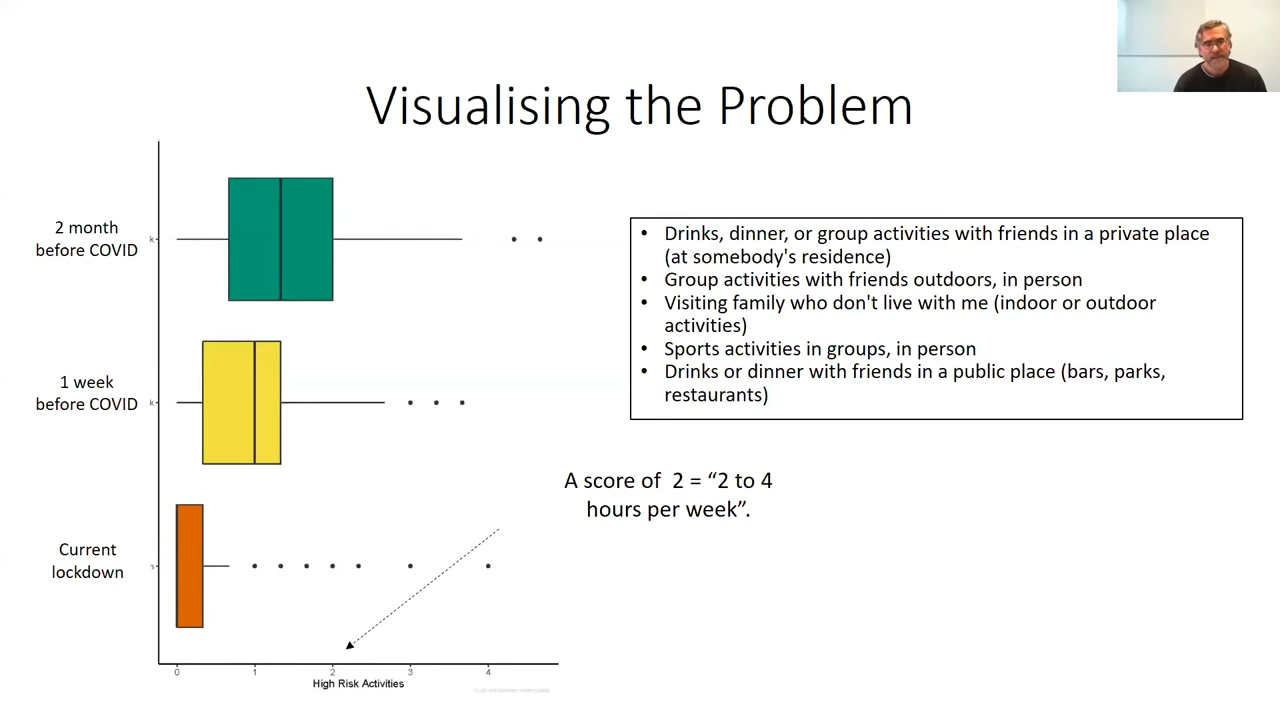 Visualising the Problem
2 month
before COVID
k
1 week
before COVID
k
Current
lockdown
0
1
2
3
4
High Risk Activities
• Drinks, dinner, or group activities with friends in a private place
(at somebody's residence)
• Group activities with friends outdoors, in person
• Visiting family who don't live with me (indoor or outdoor
activities)
• Sports activities in groups, in person
• Drinks or dinner with friends in a public place (bars, parks,
restaurants)
A score of 2 = “2 to 4
hours per week”.